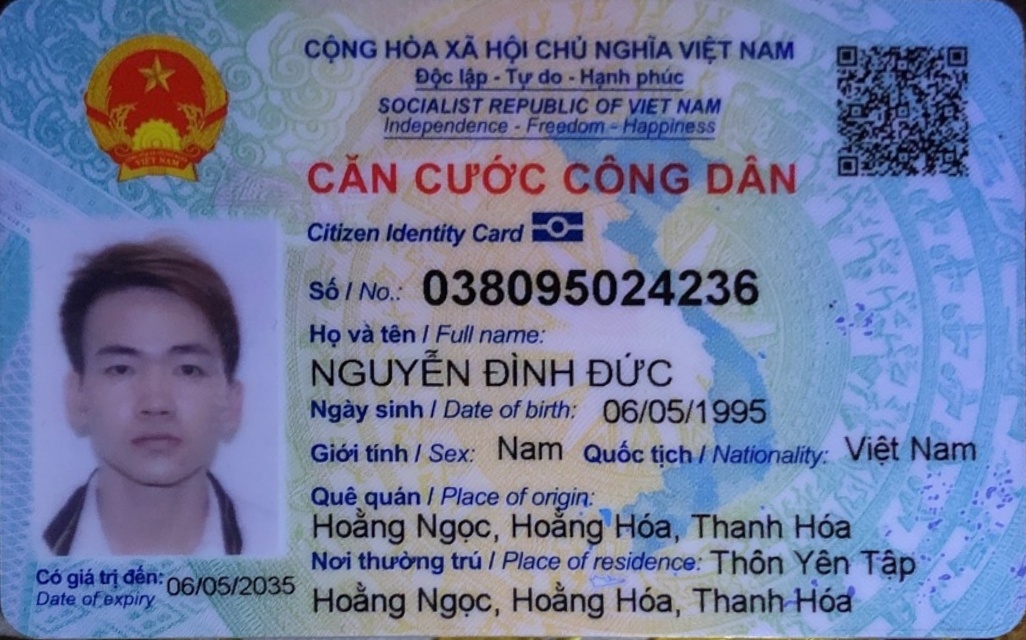 CỘNG HÒA XÃ HỘI CHỦ NGHĨA VIỆT NAM
Độc lập - Tự do - Hạnh phúc
SOCIALIST REPUBLIC OF VIET NAM
Independence - Freedom - Happiness
CĂN CƯỚC CÔNG DÂN
Citizen Identity Card
Số / No.: 038095024236
Họ và tên / Full name:
NGUYỄN ĐÌNH ĐỨC
Ngày sinh / Date of birth: 06/05/1995
Giới tính / Sex: Nam Quốc tịch / Nationality: Việt Nam
Quê quán / Place of origin:
Hoằng Ngọc, Hoằng Hóa, Thanh Hóa
Nơi thường trú / Place of residence: Thôn Yên Tập
Hoằng Ngọc, Hoằng Hóa, Thanh Hóa
Có giá trị đến: 06/05/2035
Date of expiry
VIỆT NAM